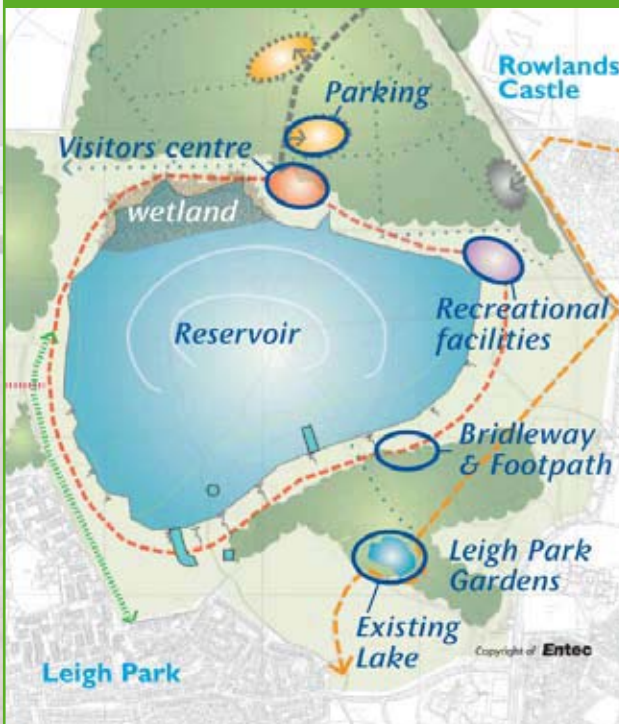 Rowlands
Castle
Parking
Visitors centre
wetland
Reservoir
Recreational
facilities
Bridleway
& Footpath
Leigh Park
Gardens
Existing
Lake
Copyright of Entec
Leigh Park